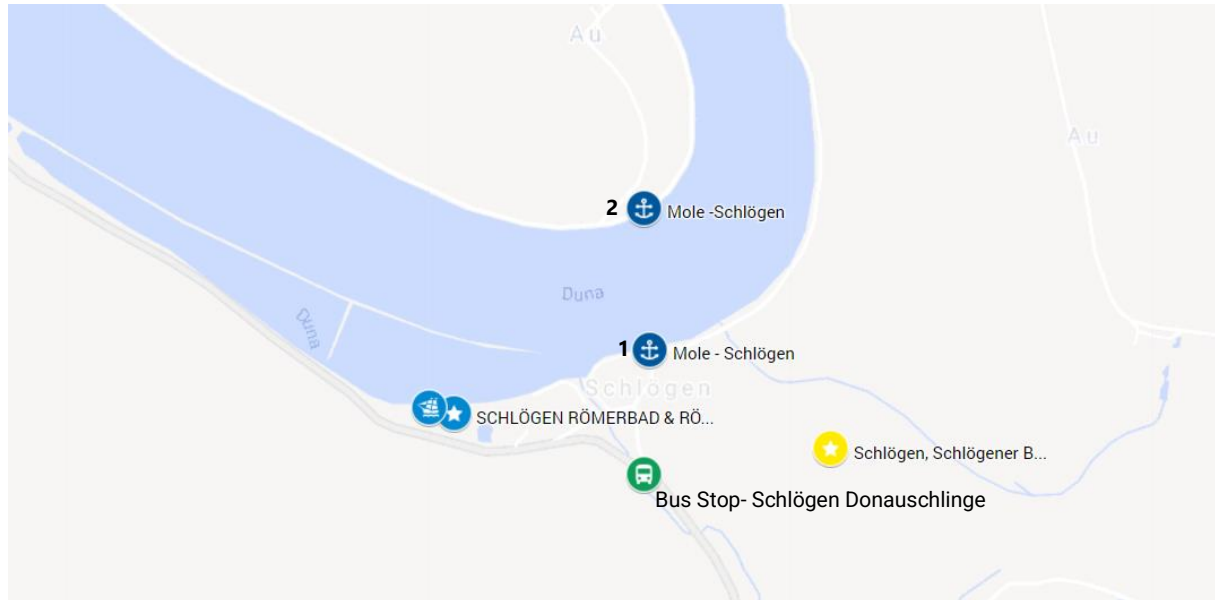 Au
Au
2 Mole -Schlögen
Duna
Duna
1 Mole - Schlögen
Schlögen
SCHLÖGEN RÖMERBAD & RÖ...
Schlögen, Schlögener B...
Bus Stop- Schlögen Donauschlinge